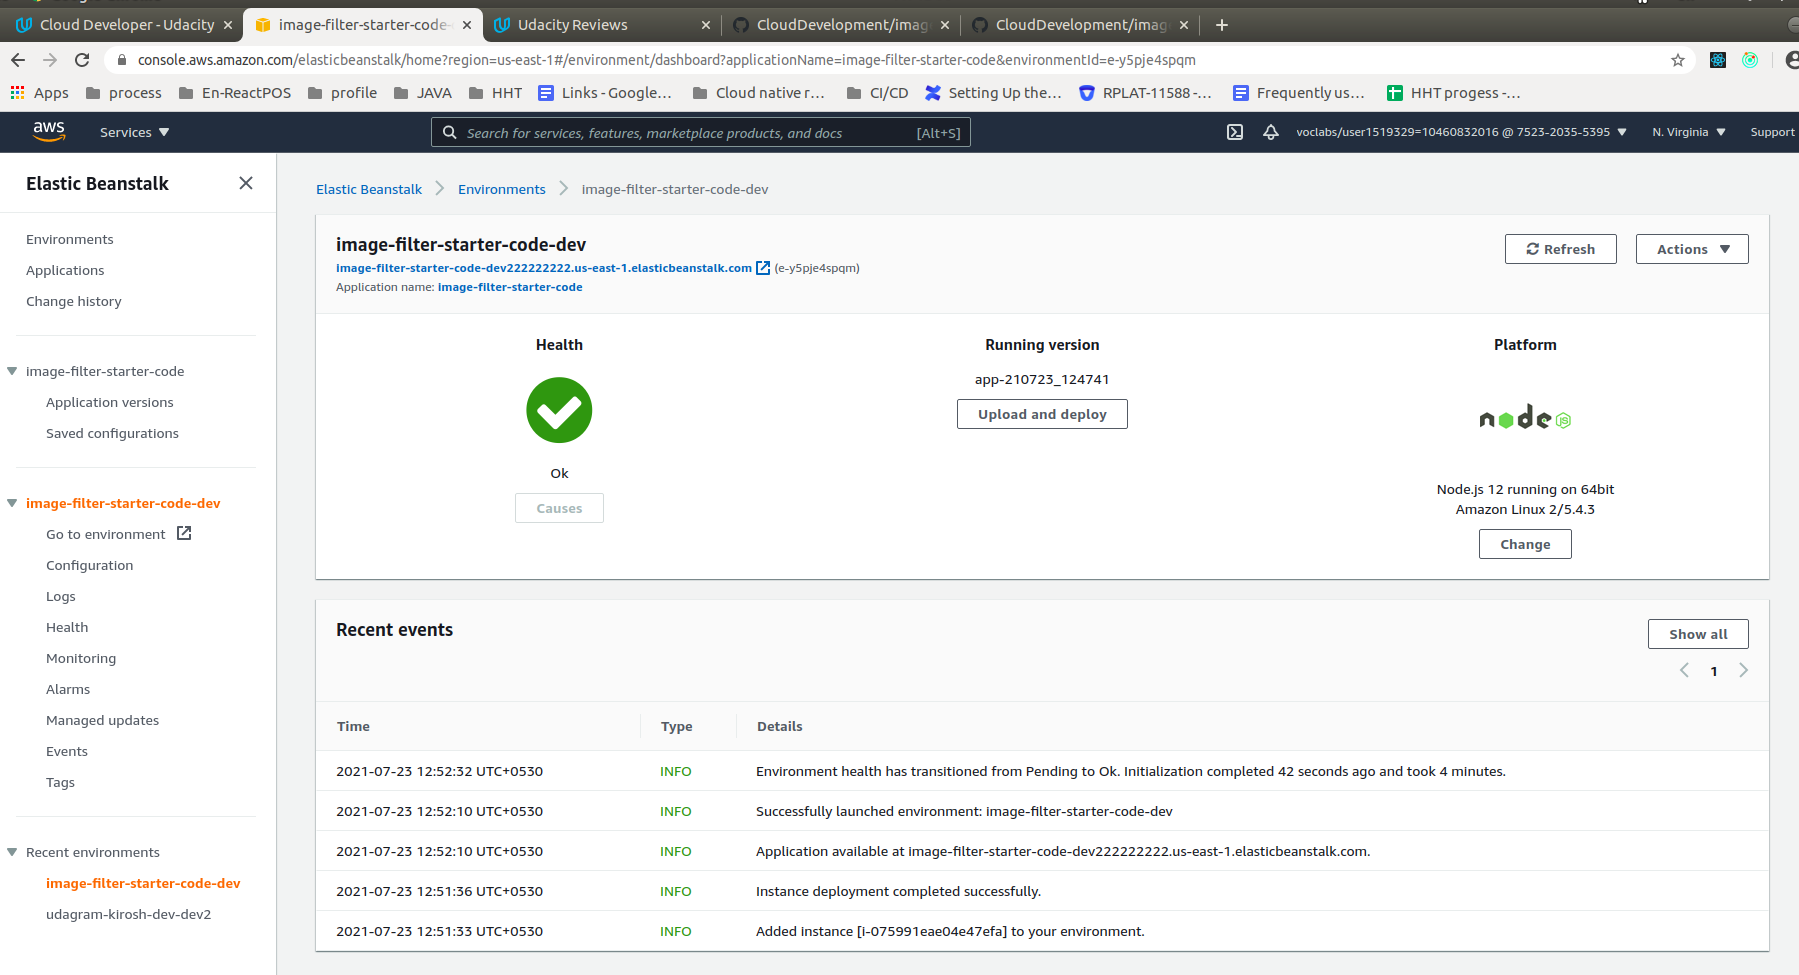 Cloud Developer - Udacity
image-filter-starter-code-
Udacity Reviews
CloudDevelopment/imag
CloudDevelopment/imag
console.aws.amazon.com/elasticbeanstalk/home?region=us-east-1#/environment/dashboard?applicationName=image-filter-starter-code&environmentId=e-y5pje4spqm
Apps process En-ReactPOS profile JAVA HHT Links - Google... Cloud native r... CI/CD Setting Up the... RPLAT-11588 -... Frequently us... HHT progess -...
aws Services Search for services, features, marketplace products, and docs [Alt+S] voclabs/user1519329=10460832016 @ 7523-2035-5395 N. Virginia Support
Elastic Beanstalk
Environments
Applications
Change history
image-filter-starter-code
Application versions
Saved configurations
image-filter-starter-code-dev
Go to environment
Configuration
Logs
Health
Monitoring
Alarms
Managed updates
Events
Tags
Recent environments
image-filter-starter-code-dev
udagram-kirosh-dev-dev2
Elastic Beanstalk > Environments > image-filter-starter-code-dev
image-filter-starter-code-dev
image-filter-starter-code-dev222222222.us-east-1.elasticbeanstalk.com (e-y5pje4spqm)
Application name: image-filter-starter-code
Refresh
Actions
Health
Ok
Causes
Running version
app-210723_124741
Upload and deploy
Platform
node JS
Node.js 12 running on 64bit
Amazon Linux 2/5.4.3
Change
Recent events
Show all
1
Time Type Details
2021-07-23 12:52:32 UTC+0530 INFO Environment health has transitioned from Pending to Ok. Initialization completed 42 seconds ago and took 4 minutes.
2021-07-23 12:52:10 UTC+0530 INFO Successfully launched environment: image-filter-starter-code-dev
2021-07-23 12:52:10 UTC+0530 INFO Application available at image-filter-starter-code-dev222222222.us-east-1.elasticbeanstalk.com.
2021-07-23 12:51:36 UTC+0530 INFO Instance deployment completed successfully.
2021-07-23 12:51:33 UTC+0530 INFO Added instance [i-075991eae04e47efa] to your environment.